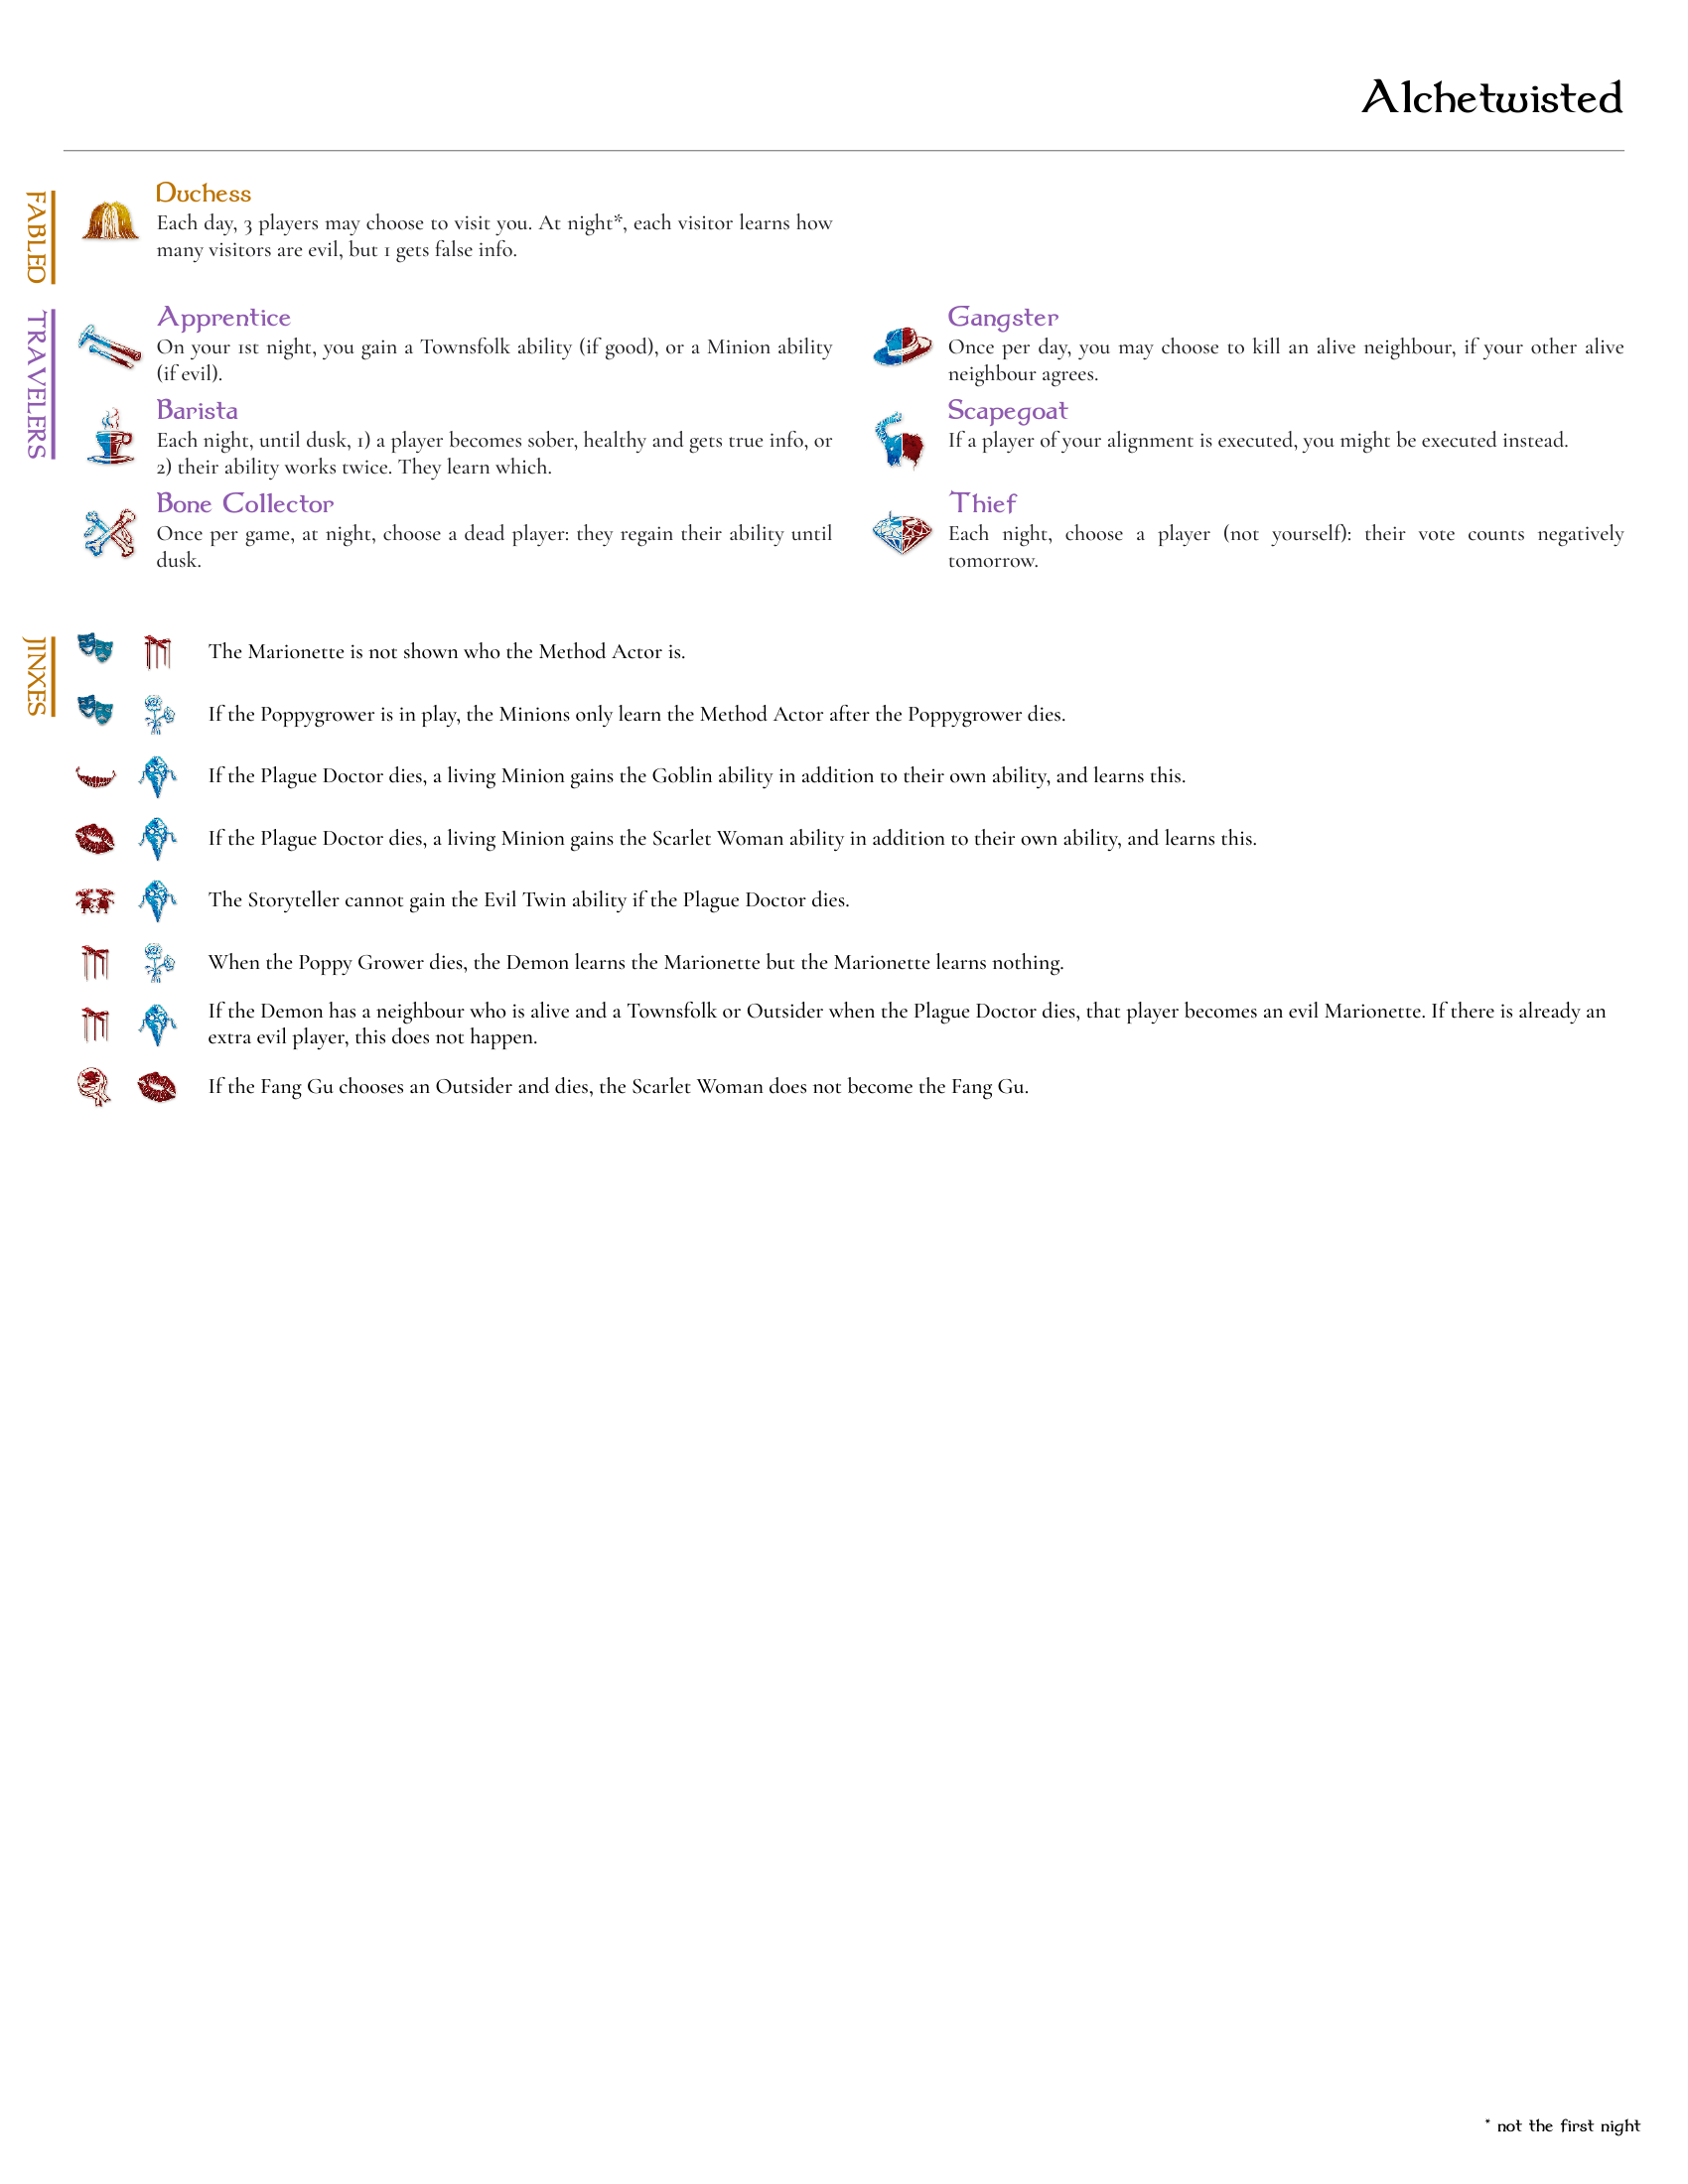 Alchetwisted
FABLED
Duchess
Each day, 3 players may choose to visit you. At night*, each visitor learns how
many visitors are evil, but 1 gets false info.
TRAVELERS
Apprentice
On your 1st night, you gain a Townsfolk ability (if good), or a Minion ability
(if evil).
Barista
Each night, until dusk, 1) a player becomes sober, healthy and gets true info, or
2) their ability works twice. They learn which.
Bone Collector
Once per game, at night, choose a dead player: they regain their ability until
dusk.
Gangster
Once per day, you may choose to kill an alive neighbour, if your other alive
neighbour agrees.
Scapegoat
If a player of your alignment is executed, you might be executed instead.
Thief
Each night, choose a player (not yourself): their vote counts negatively
tomorrow.
JINXES
The Marionette is not shown who the Method Actor is.
If the Poppygrower is in play, the Minions only learn the Method Actor after the Poppygrower dies.
If the Plague Doctor dies, a living Minion gains the Goblin ability in addition to their own ability, and learns this.
If the Plague Doctor dies, a living Minion gains the Scarlet Woman ability in addition to their own ability, and learns this.
The Storyteller cannot gain the Evil Twin ability if the Plague Doctor dies.
When the Poppy Grower dies, the Demon learns the Marionette but the Marionette learns nothing.
If the Demon has a neighbour who is alive and a Townsfolk or Outsider when the Plague Doctor dies, that player becomes an evil Marionette. If there is already an
extra evil player, this does not happen.
If the Fang Gu chooses an Outsider and dies, the Scarlet Woman does not become the Fang Gu.
* not the first night